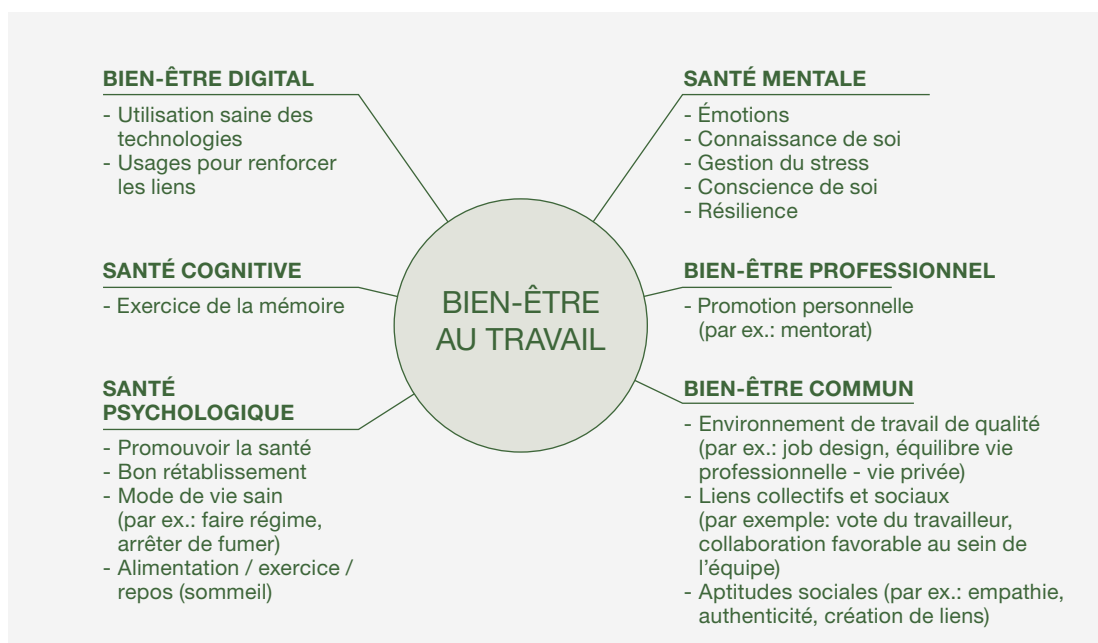 BIEN-ÊTRE DIGITAL
- Utilisation saine des
technologies
- Usages pour renforcer
les liens
SANTÉ COGNITIVE
- Exercice de la mémoire
SANTÉ
PSYCHOLOGIQUE
- Promouvoir la santé
- Bon rétablissement
- Mode de vie sain
(par ex.: faire régime,
arrêter de fumer)
- Alimentation / exercice /
repos (sommeil)
BIEN-ÊTRE
AU TRAVAIL
SANTÉ MENTALE
- Émotions
- Connaissance de soi
- Gestion du stress
- Conscience de soi
- Résilience
BIEN-ÊTRE PROFESSIONNEL
- Promotion personnelle
(par ex.: mentorat)
BIEN-ÊTRE COMMUN
- Environnement de travail de qualité
(par ex.: job design, équilibre vie
professionnelle - vie privée)
- Liens collectifs et sociaux
(par exemple: vote du travailleur,
collaboration favorable au sein de
l'équipe)
- Aptitudes sociales (par ex.: empathie,
authenticité, création de liens)